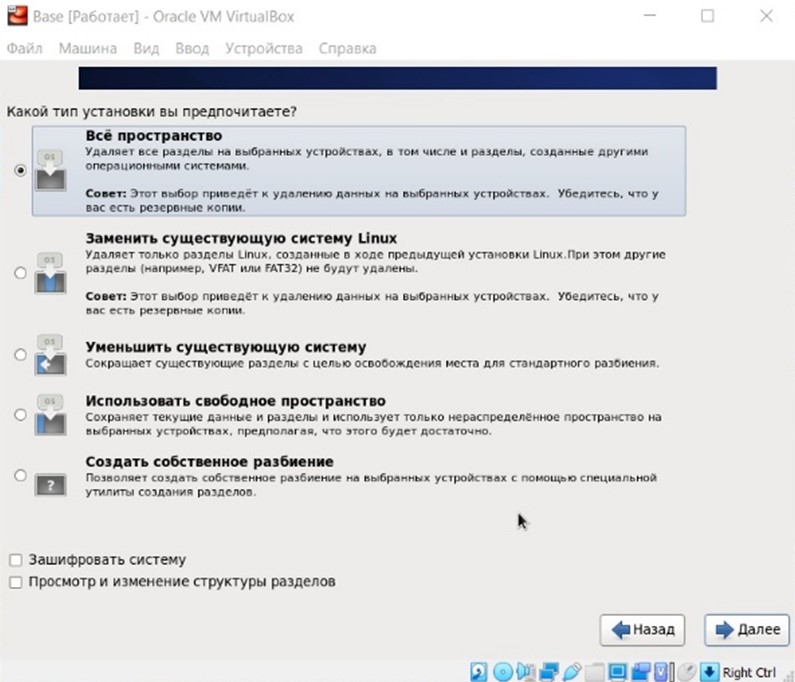 Base [Работает] - Oracle VM VirtualBox
Файл Машина Вид Ввод Устройства Справка
Какой тип установки вы предпочитаете?
Всё пространство
Удаляет все разделы на выбранных устройствах, в том числе и разделы, созданные другими
операционными системами.
Совет: Этот выбор приведёт к удалению данных на выбранных устройствах. Убедитесь, что у
вас есть резервные копии.
Заменить существующую систему Linux
Удаляет только разделы Linux, созданные в ходе предыдущей установки Linux.При этом другие
разделы (например, VFAT или FAT32) не будут удалены.
Совет: Этот выбор приведёт к удалению данных на выбранных устройствах. Убедитесь, что у
вас есть резервные копии.
Уменьшить существующую систему
Сокращает существующие разделы с целью освобождения места для стандартного разбиения.
Использовать свободное пространство
Сохраняет текущие данные и разделы и использует только нераспределённое пространство на
выбранных устройствах, предполагая, что этого будет достаточно.
Создать собственное разбиение
Позволяет создать собственное разбиение на выбранных устройствах с помощью специальной
утилиты создания разделов.
Зашифровать систему
Просмотр и изменение структуры разделов
Назад Далее
Right Ctrl